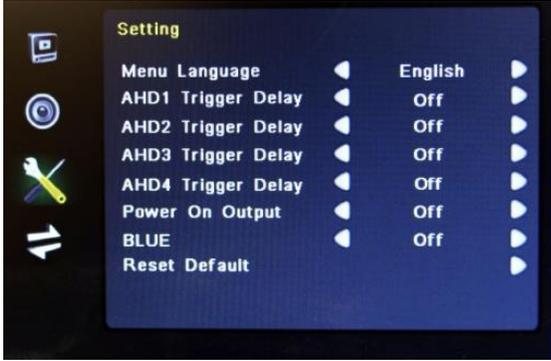 Setting
Menu Language English
AHD1 Trigger Delay Off
AHD2 Trigger Delay Off
AHD3 Trigger Delay Off
AHD4 Trigger Delay Off
Power On Output Off
BLUE Off
Reset Default